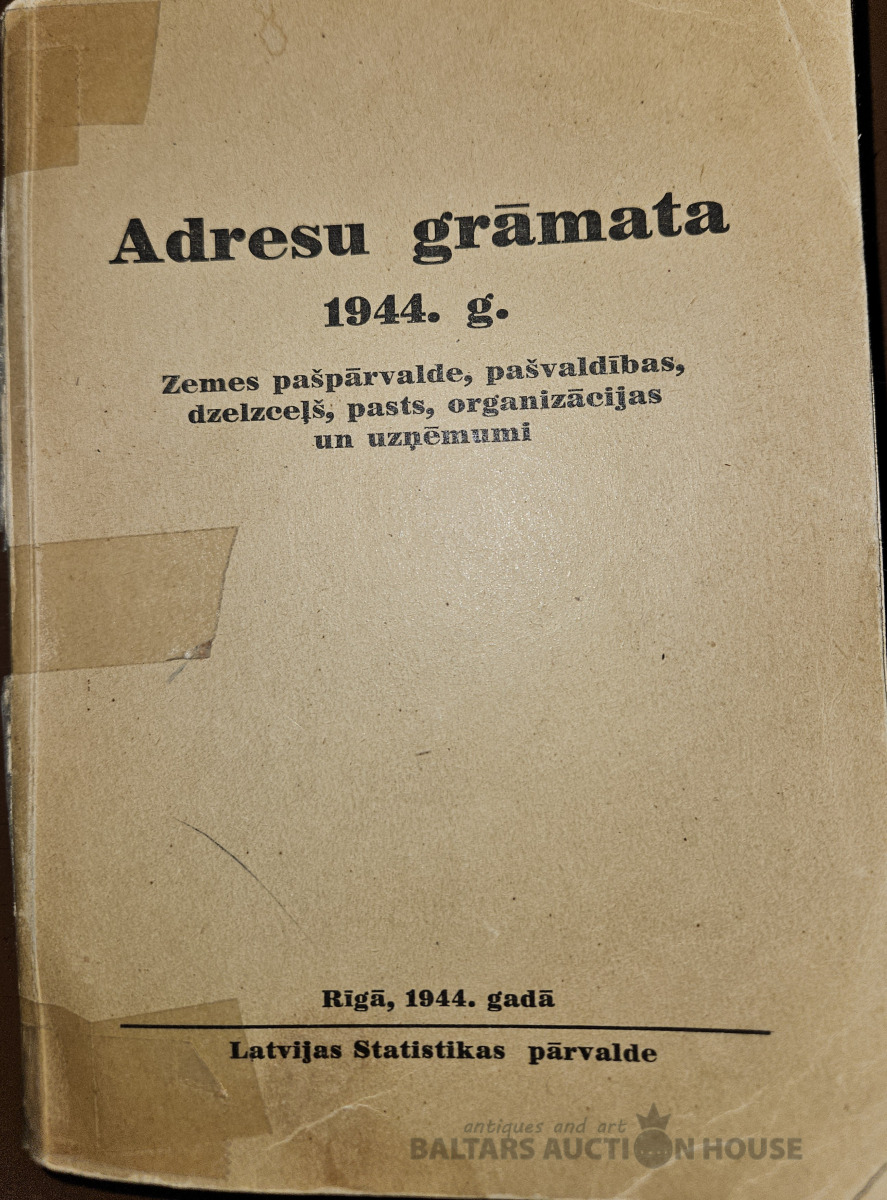 Adresu grāmata
1944. g.
Zemes pašpārvalde, pašvaldības,
dzelzceļš, pasts, organizācijas
un uzņēmumi
Rīgā, 1944. gadā
Latvijas Statistikas pārvalde
antiques and art
BALTARS AUCTION HOUSE